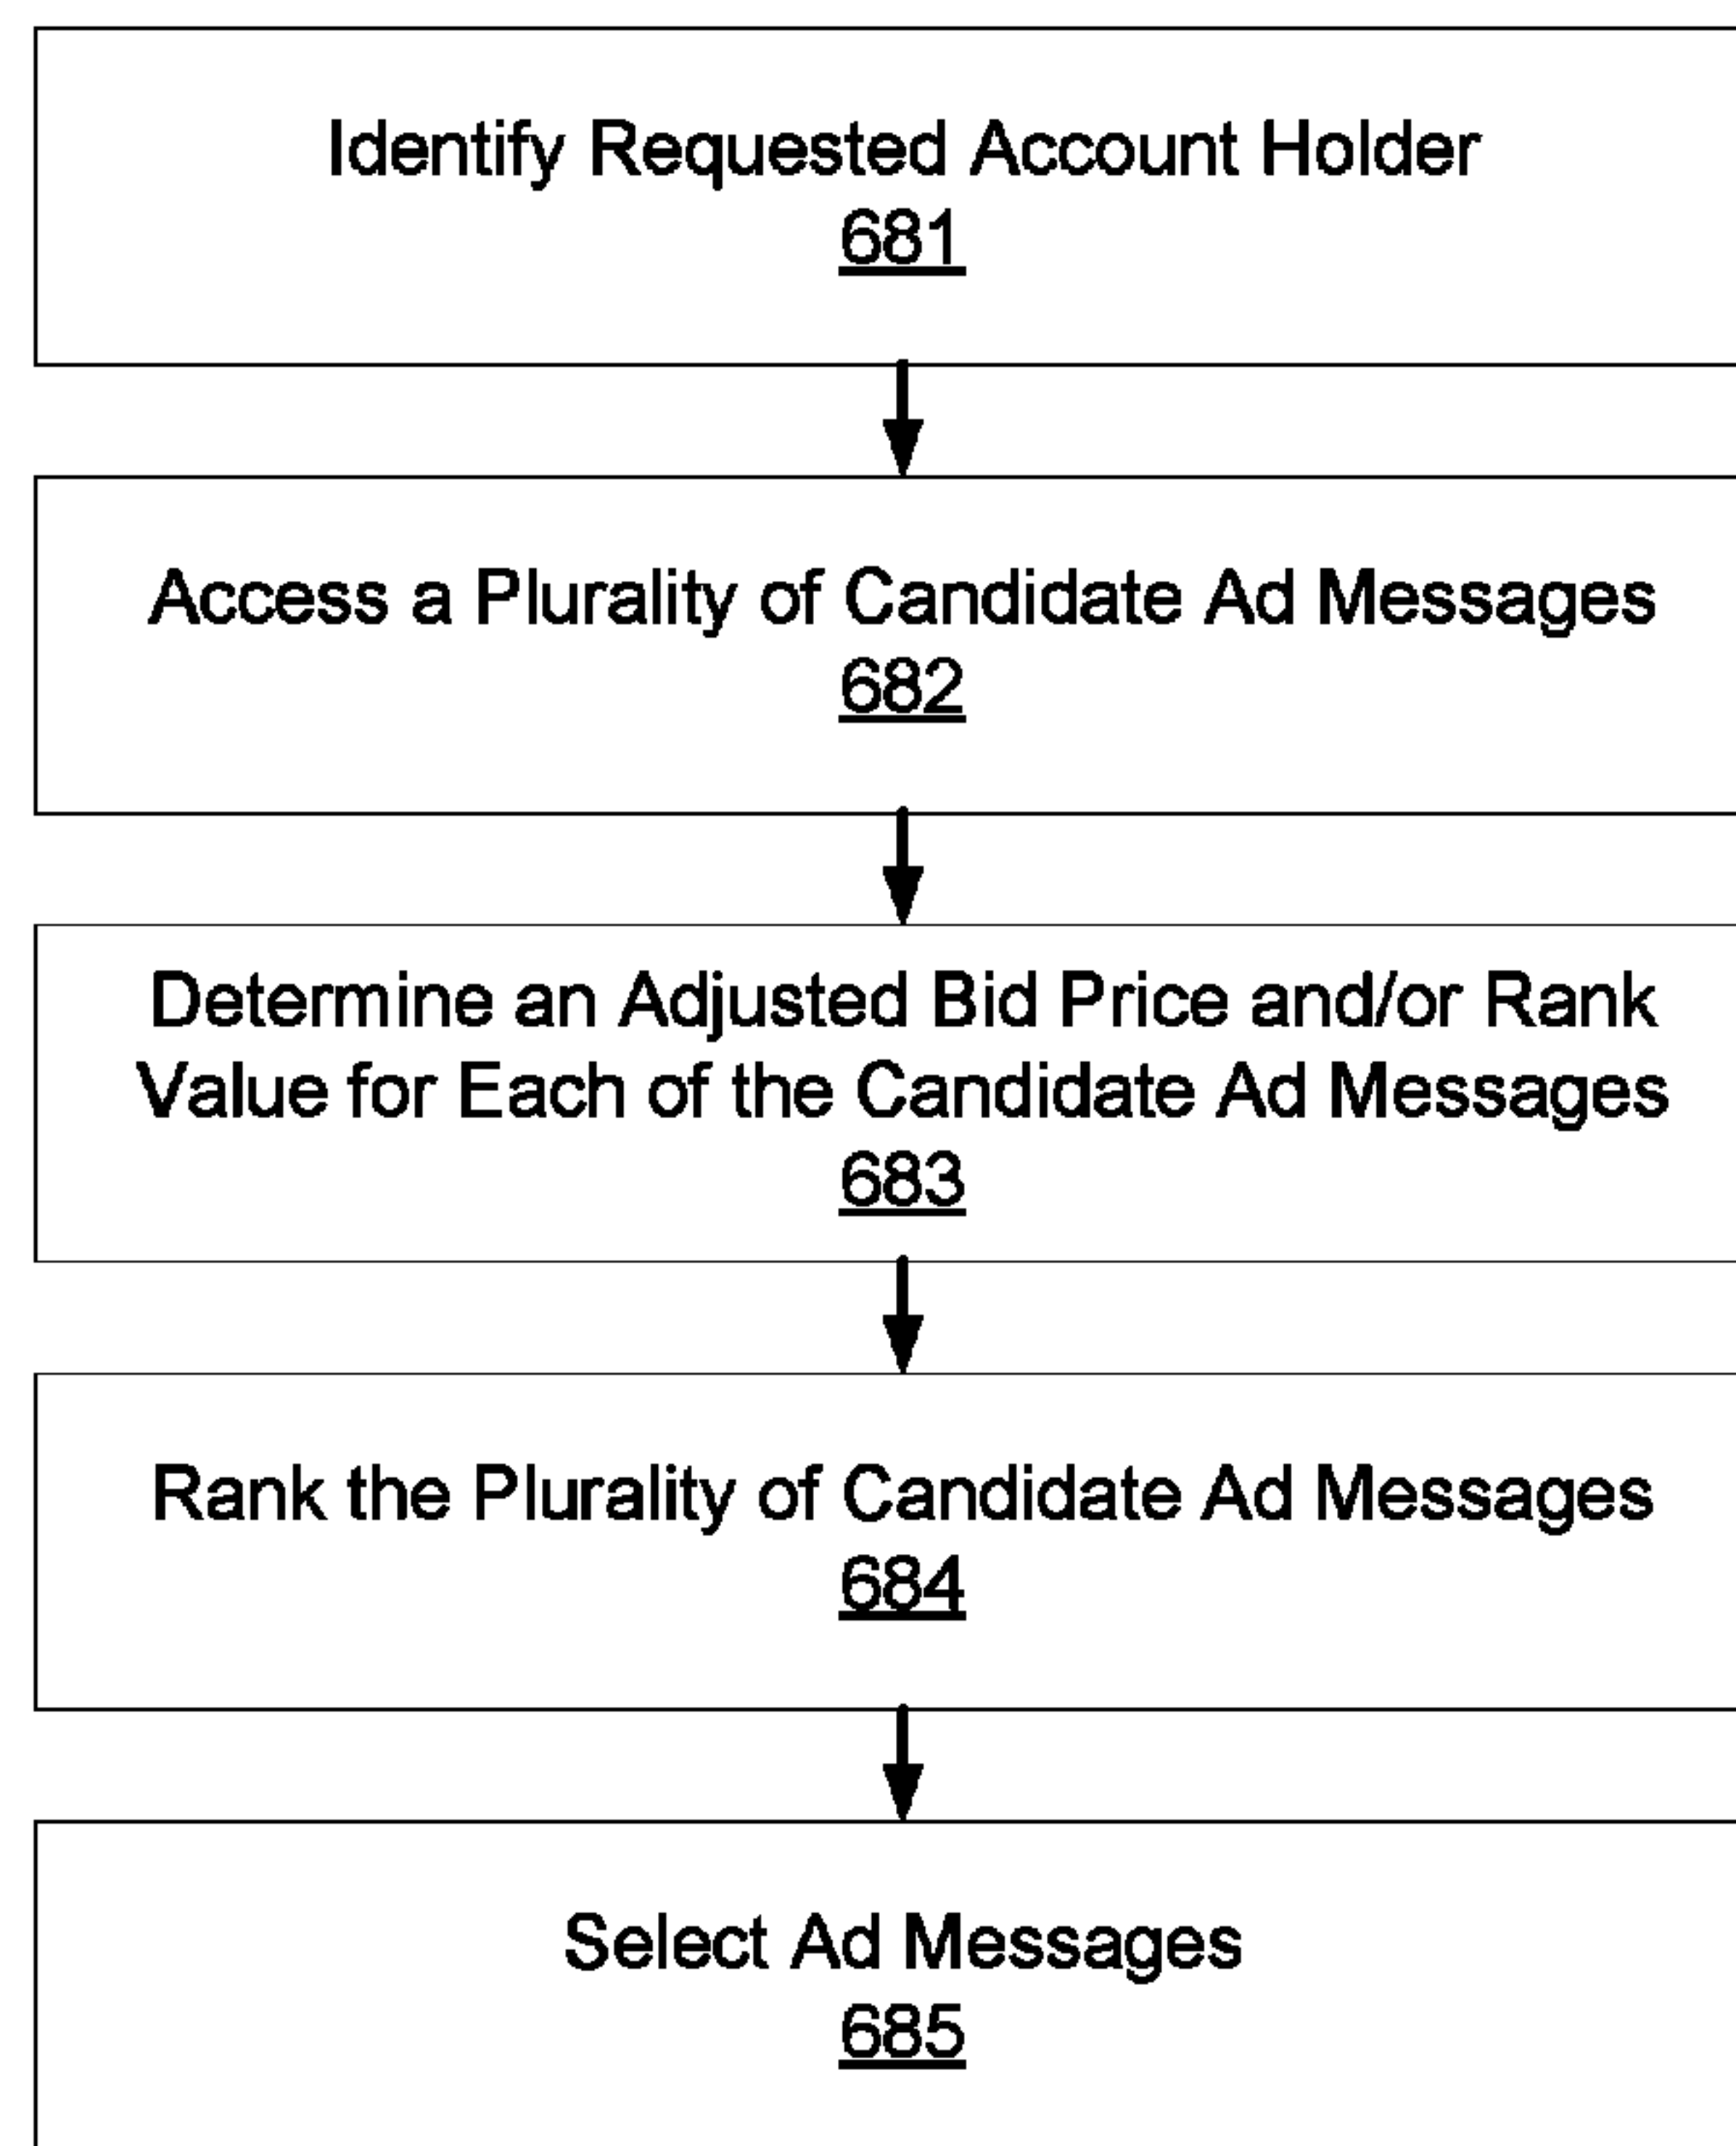 Identify Requested Account Holder
681
Access a Plurality of Candidate Ad Messages
682
Determine an Adjusted Bid Price and/or Rank
Value for Each of the Candidate Ad Messages
683
Rank the Plurality of Candidate Ad Messages
684
Select Ad Messages
685